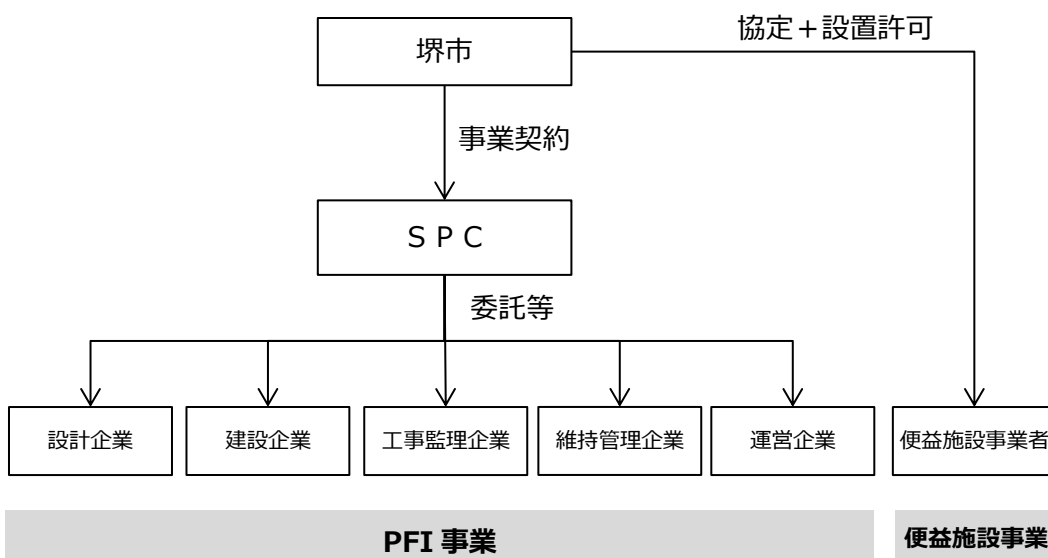 堺市
協定＋設置許可
事業契約
ＳＰＣ
委託等
設計企業
建設企業
工事監理企業
維持管理企業
運営企業
便益施設事業者
PFI 事業
便益施設事業